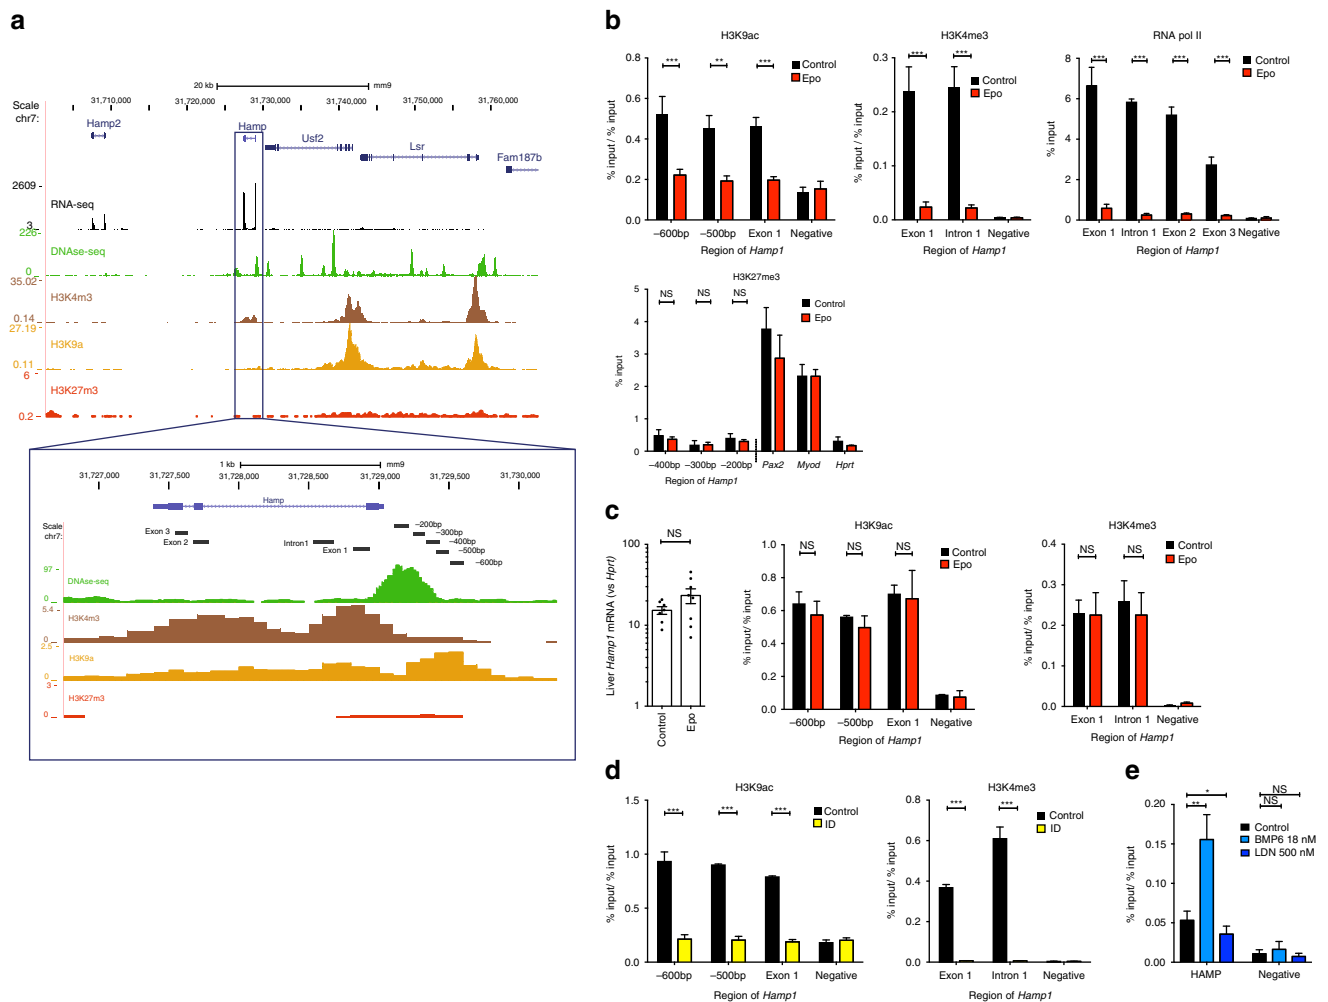 a
20 kb
mm9
Scale
chr7:
31,710,000
31,720,000
31,730,000
31,740,000
31,750,000
31,760,000
Hamp2
Hamp
Usf2
Lsr
Fam187b
2609
RNA-seq
3
226
DNAse-seq
0
35.02
H3K4m3
0.14
27.19
H3K9a
0.11
6
H3K27m3
0.2
1 kb
mm9
31,727,000
31,727,500
31,728,000
31,728,500
31,729,000
31,729,500
31,730,000
Hamp
Scale
chr7:
Exon 3
Exon 2
Intron1
Exon 1
–200bp
–300bp
–400bp
–500bp
–600bp
97
DNAse-seq
0
5.4
H3K4m3
0
2.5
H3K9a
0
3
H3K27m3
0
b
H3K9ac
% input / % input
0.8
0.6
0.4
0.2
0.0
***
**
***
Control
Epo
–600bp
–500bp
Exon 1
Negative
Region of Hamp1
H3K4me3
% input / % input
0.3
0.2
0.1
0.0
***
***
Control
Epo
Exon 1
Intron 1
Negative
Region of Hamp1
RNA pol II
% input
8
6
4
2
0
***
***
***
***
Control
Epo
Exon 1
Intron 1
Exon 2
Exon 3
Negative
Region of Hamp1
H3K27me3
% input
5
4
3
2
1
0
NS
NS
NS
Control
Epo
–400bp
–300bp
–200bp
Pax2
Myod
Hprt
Region of Hamp1
c
Liver Hamp1 mRNA (vs Hprt)
100
10
1
NS
Control
Epo
H3K9ac
% input/ % input
1.0
0.8
0.6
0.4
0.2
0.0
NS
NS
NS
Control
Epo
–600bp
–500bp
Exon 1
Negative
Region of Hamp1
H3K4me3
% input/ % input
0.4
0.3
0.2
0.1
0.0
NS
NS
Control
Epo
Exon 1
Intron 1
Negative
Region of Hamp1
d
H3K9ac
% input/ % input
1.5
1.0
0.5
0.0
***
***
***
Control
ID
–600bp
–500bp
Exon 1
Negative
Region of Hamp1
H3K4me3
% input/ % input
0.8
0.6
0.4
0.2
0.0
***
***
Control
ID
Exon 1
Intron 1
Negative
Region of Hamp1
e
% input/ % input
0.20
0.15
0.10
0.05
0.00
*
**
NS
NS
Control
BMP6 18 nM
LDN 500 nM
HAMP
Negative